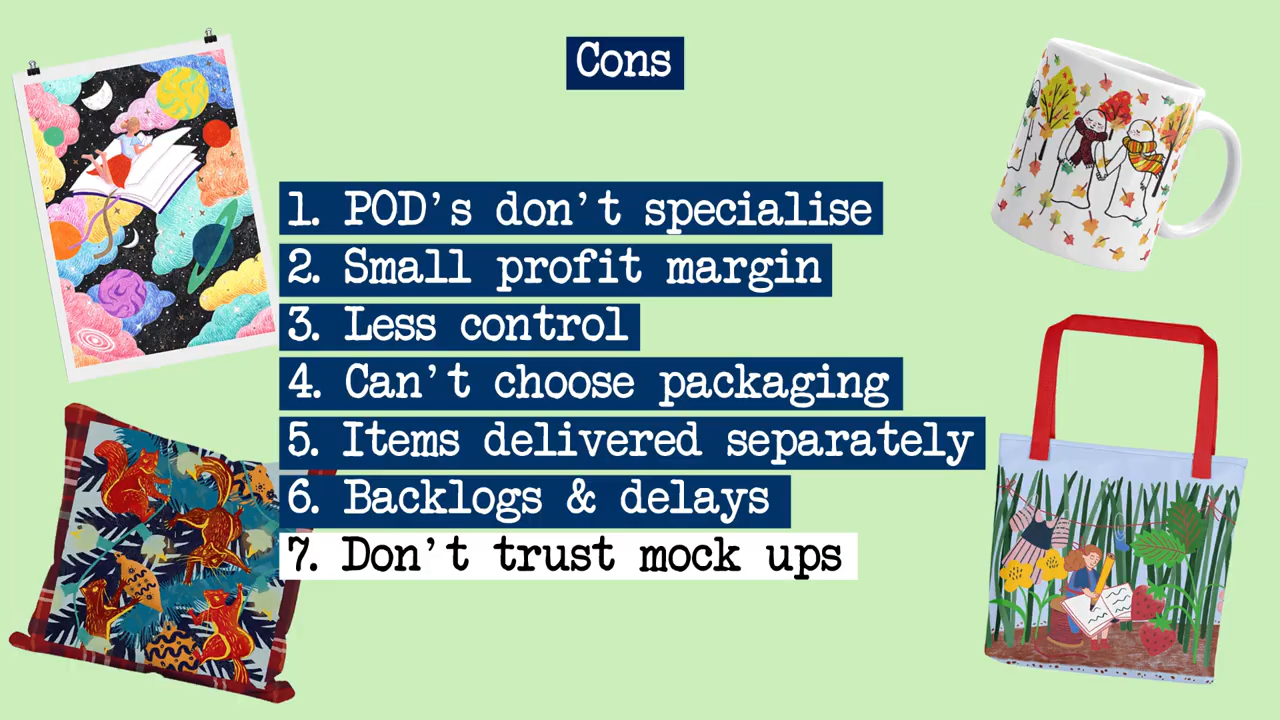 Cons
1. POD's don't specialise
2. Small profit margin
3. Less control
4. Can't choose packaging
5. Items delivered separately
6. Backlogs & delays
7. Don't trust mock ups